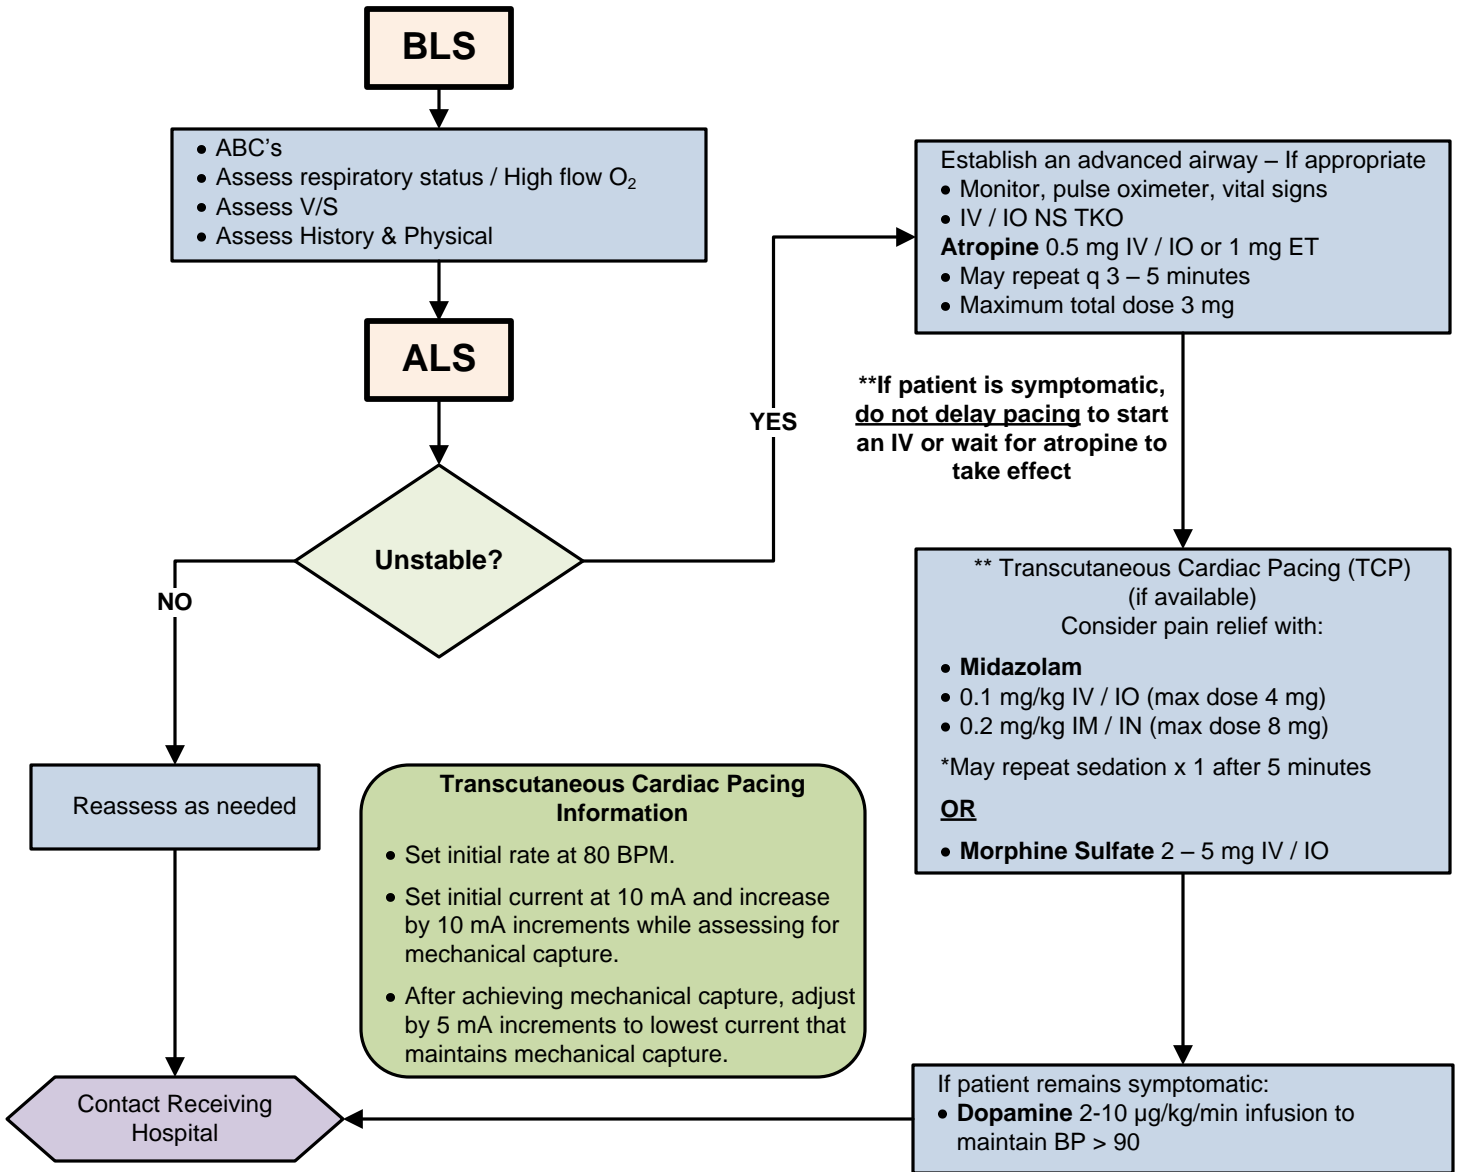 BLS
• ABC’s
• Assess respiratory status / High flow O₂
• Assess V/S
• Assess History & Physical
ALS
Unstable?
YES
NO
Establish an advanced airway – If appropriate
• Monitor, pulse oximeter, vital signs
• IV / IO NS TKO
Atropine 0.5 mg IV / IO or 1 mg ET
• May repeat q 3 – 5 minutes
• Maximum total dose 3 mg
**If patient is symptomatic,
do not delay pacing to start
an IV or wait for atropine to
take effect
** Transcutaneous Cardiac Pacing (TCP)
(if available)
Consider pain relief with:
• Midazolam
• 0.1 mg/kg IV / IO (max dose 4 mg)
• 0.2 mg/kg IM / IN (max dose 8 mg)
*May repeat sedation x 1 after 5 minutes
OR
• Morphine Sulfate 2 – 5 mg IV / IO
Reassess as needed
Transcutaneous Cardiac Pacing
Information
• Set initial rate at 80 BPM.
• Set initial current at 10 mA and increase
by 10 mA increments while assessing for
mechanical capture.
• After achieving mechanical capture, adjust
by 5 mA increments to lowest current that
maintains mechanical capture.
If patient remains symptomatic:
• Dopamine 2-10 µg/kg/min infusion to
maintain BP > 90
Contact Receiving
Hospital